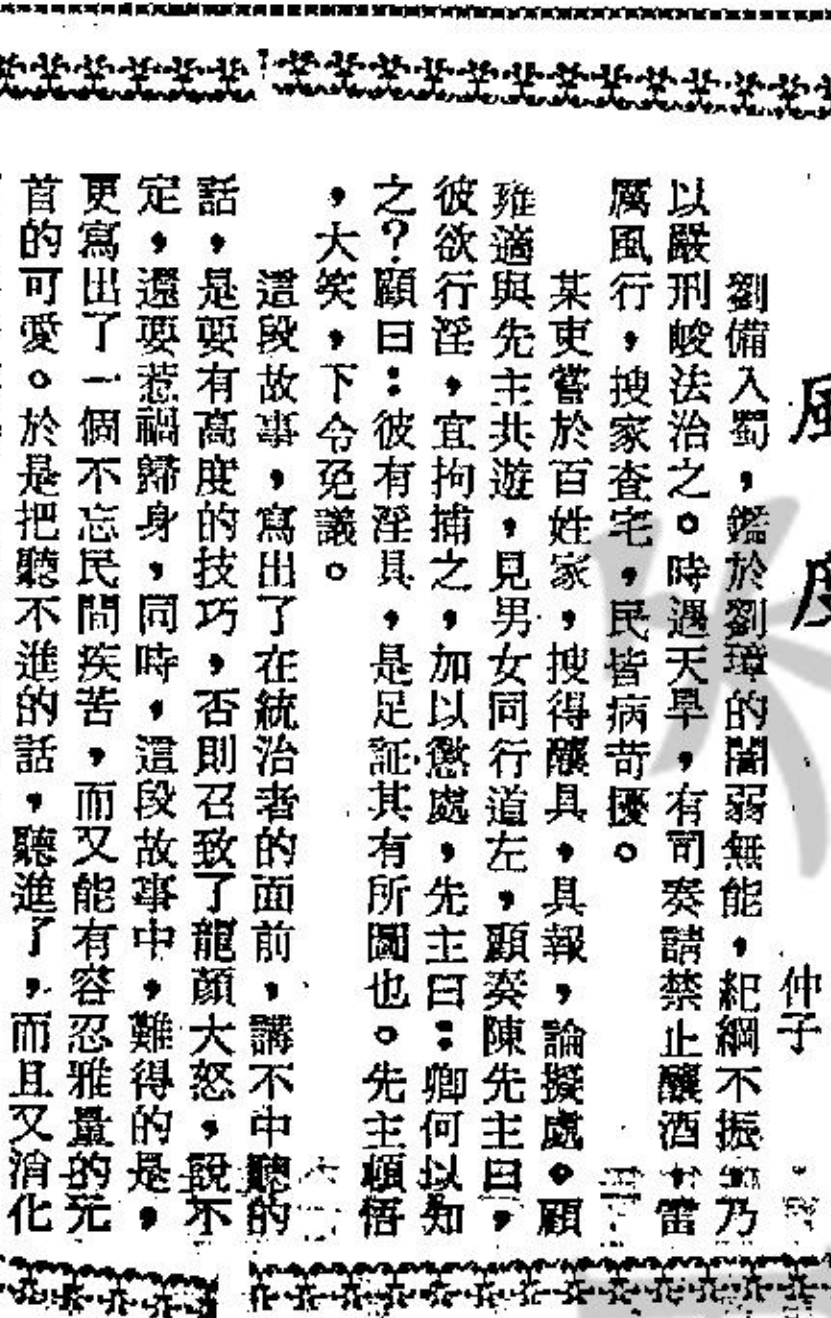 風度
仲子
劉備入蜀，鑑於劉璋的闇弱無能，紀綱不振，乃
以嚴刑峻法治之。時遇天旱，有司奏請禁止釀酒，雷
厲風行，搜家查宅，民皆病苛擾。
某吏嘗於百姓家，搜得釀具，具報，論擬處。顧
雍適與先主共遊，見男女同行道左，顧奏陳先主曰，
彼欲行淫，宜拘捕之，加以懲處，先主曰：卿何以知
之？顧曰：彼有淫具，是足証其有所圖也。先主頓悟
，大笑，下令免議。
這段故事，寫出了在統治者的面前，講不中聽的
話，是要有高度的技巧，否則召致了龍顏大怒，說不
定，還要惹禍歸身，同時，這段故事中，難得的是，
更寫出了一個不忘民間疾苦，而又能有容忍雅量的元
首的可愛。於是把聽不進的話，聽進了，而且又消化